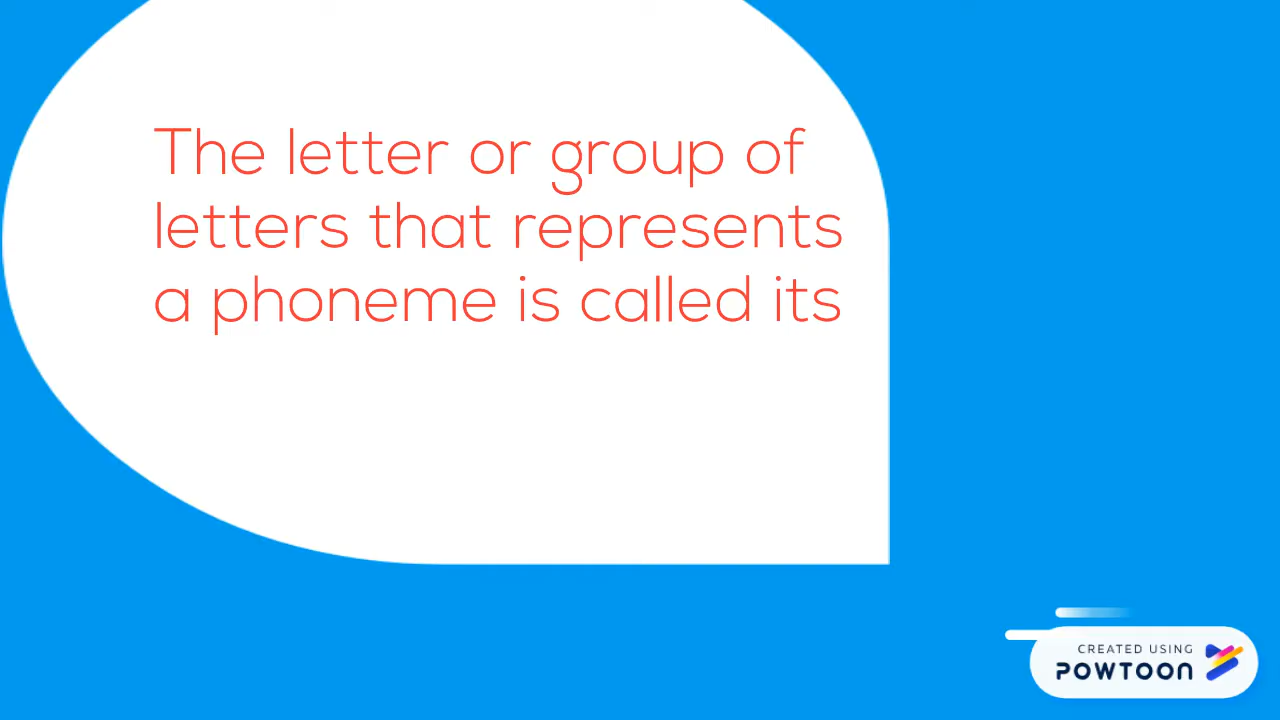 The letter or group of
letters that represents
a phoneme is called its
CREATED USING
POWTOON